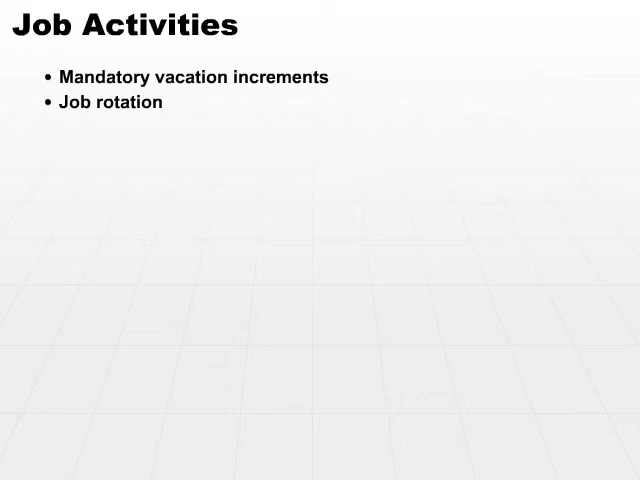 Job Activities
• Mandatory vacation increments
• Job rotation